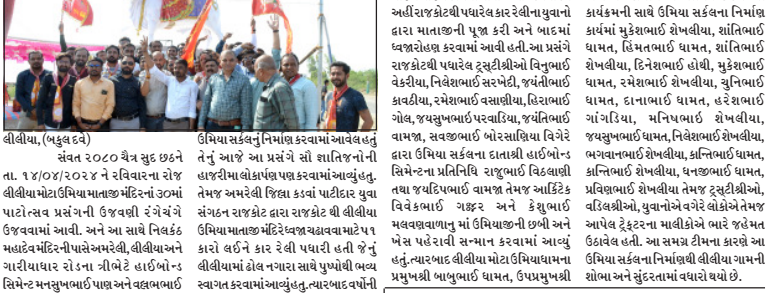 લીલીયા, (બકુલ દવે)
સંવત ૨૦૮૦ ચૈત્ર સુદ છઠને
તા. ૧૪/૦૪/૨૦૨૪ ને રવિવારના રોજ
લીલીયા મોટા ઉમિયા માતાજી મંદિરનાં ૩૦માં
પાટોત્સવ પ્રસંગની ઉજવણી રંગેચંગે
ઉજવવામાં આવી. અને આ સાથે નિલકંઠ
મહાદેવ મંદિરની પાસે અમરેલી, લીલીયા અને
ગારીયાધાર રોડના ત્રીભેટે હાઈબોન્ડ
સિમેન્ટ મનસુખભાઈ પાણ અને વલ્લભભાઈ
ઉમિયા સર્કલનું નિર્માણ કરવામાં આવેલ હતું
તેનું આજે આ પ્રસંગે સૌ જ્ઞાતિજનોની
હાજરીમા લોકાર્પણ પણ કરવામાં આવ્યું હતુ.
તેમજ અમરેલી જિલ્લા કડવાં પાટીદાર યુવા
સંગઠન રાજકોટ દ્વારા રાજકોટ થી લીલીયા
ઉમિયા માતાજી મંદિરે ધ્વજા ચઢાવવા માટે ૫૧
કારો લઈને કાર રેલી પધારી હતી જેનું
લીલીયામાં ઢોલ નગારા સાથે પુષ્પોથી ભવ્ય
સ્વાગત કરવામાં આવ્યું હતુ. ત્યારબાદ વર્ષોની
અહીં રાજકોટથી પધારેલ કાર રેલીના યુવાનો
દ્વારા માતાજીની પૂજા કરી અને બાદમાં
ધ્વજારોહણ કરવામાં આવી હતી. આ પ્રસંગે
રાજકોટથી પધારેલ ટ્રસ્ટીશ્રીઓ વિનુભાઈ
વેકરીયા, નિલેશભાઈ સરખેદી, જયંતીભાઈ
કાવઠીયા, રમેશભાઈ વસાણીયા, હિરાભાઈ
ગોલ, જયસુખભાઇ પરવાડિયા, જયંતિભાઈ
વામજા, સવજીભાઈ બોરસાણિયા વિગેરે
દ્વારા ઉમિયા સર્કલના દાતાશ્રી હાઈબોન્ડ
સિમેન્ટના પ્રતિનિધિ રાજુભાઈ વિઠલાણી
તથા જયદિપભાઈ વામજા તેમજ આર્કિટેક
વિવેકભાઈ ગજ્જર અને કેશુભાઈ
મલવણવાળાનુ માં ઉમિયાજીની છબી અને
ખેસ પહેરાવી સન્માન કરવામાં આવ્યું
હતું. ત્યારબાદ લીલીયા મોટા ઉમિયાધામના
પ્રમુખશ્રી બાબુભાઈ ધામત, ઉપપ્રમુખશ્રી
કાર્યક્રમની સાથે ઉમિયા સર્કલના નિર્માણ
કાર્યમાં મુકેશભાઈ શેખલીયા, શાંતિભાઈ
ધામત, હિંમતભાઈ ધામત, શાંતિભાઈ
શેખલીયા, દિનેશભાઈ હોથી, મુકેશભાઈ
ધામત, રમેશભાઈ શેખલીયા, ચુનિભાઈ
ધામત, દાનાભાઈ ધામત, હરેશભાઈ
ગાંગડિયા, મનિષભાઇ શેખલીયા,
જયસુખભાઈ ધામત, નિલેશભાઈ શેખલીયા,
ભગવાનભાઈ શેખલીયા, કાન્તિભાઈ ધામત,
કાન્તિભાઈ શેખલીયા, ધનજીભાઈ ધામત,
પ્રવિણભાઈ શેખલીયા તેમજ ટ્રસ્ટીશ્રીઓ,
વડિલશ્રીઓ, યુવાનોએ વગેરે લોકોએ તેમજ
આપેલ ટ્રેક્ટરના માલીકોએ ભારે જહેમત
ઉઠાવેલ હતી. આ સમગ્ર ટીમના કારણે આ
ઉમિયા સર્કલના નિર્માણથી લીલીયા ગામની
શોભા અને સુંદરતામાં વધારો થયો છે.